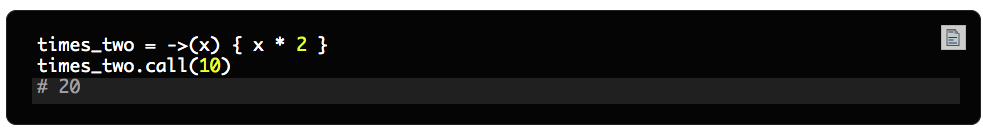 times_two = ->(x) { x * 2 }
times_two.call(10)
# 20